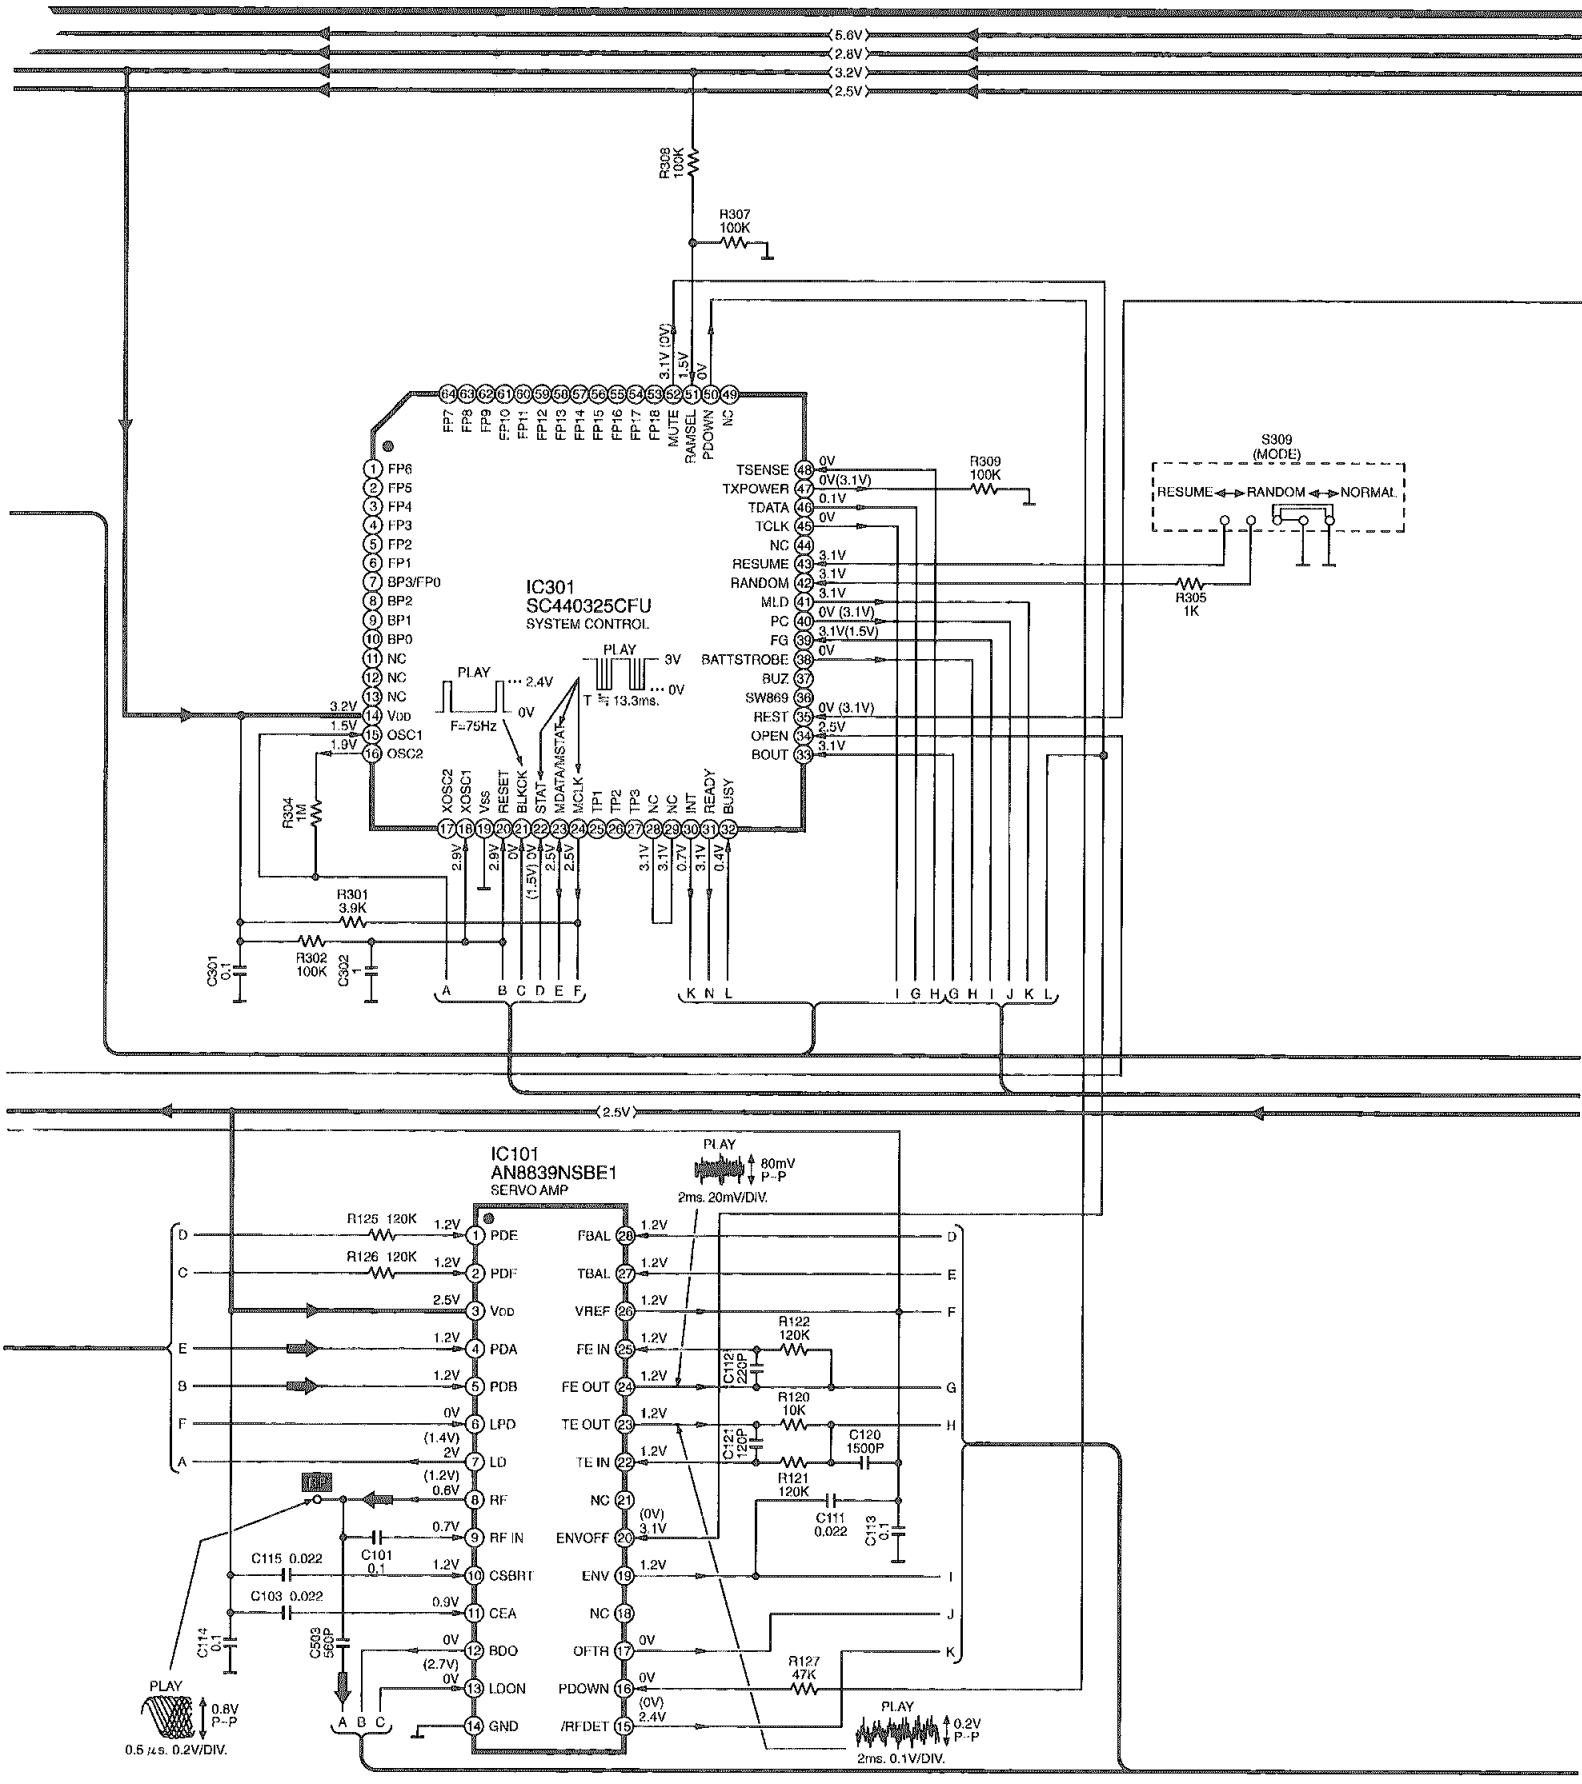 5.6V
2.8V
3.2V
2.5V
R308
100K
R307
100K
3.1V (0V)
1.5V
0V
64 63 62 61 60 59 58 57 56 55 54 53 52 51 50 49
FP7
FP8
FP9
FP10
FP11
FP12
FP13
FP14
FP15
FP16
FP17
FP18
MUTE
RAMSEL
PDOWN
NC
S309
(MODE)
RESUME RANDOM NORMAL
R309
100K
R305
1K
1 FP6
2 FP5
3 FP4
4 FP3
5 FP2
6 FP1
7 BP3/FP0
8 BP2
9 BP1
10 BP0
11 NC
12 NC
13 NC
3.2V 14 VDD
1.5V 15 OSC1
1.9V 16 OSC2
IC301
SC440325CFU
SYSTEM CONTROL
PLAY
2.4V
0V
F=75Hz
PLAY
3V
0V
T ≒ 13.3ms.
TSENSE 48 0V
TXPOWER 47 0V(3.1V)
TDATA 46 0.1V
TCLK 45 0V
NC 44
RESUME 43 3.1V
RANDOM 42 3.1V
MLD 41 3.1V
PC 40 0V (3.1V)
FG 39 3.1V(1.5V)
BATTSTROBE 38 0V
BUZ 37
SW869 36
REST 35 0V (3.1V)
OPEN 34 2.5V
BOUT 33 3.1V
XOSC2
XOSC1
VSS
RESET
BLKCK
STAT
MDATA/MSTAT
MCLK
TP1
TP2
TP3
NC
NC
INT
READY
BUSY
17 18 19 20 21 22 23 24 25 26 27 28 29 30 31 32
2.9V
2.9V
0V
(1.5V) 0V
2.5V
2.5V
3.1V
3.1V
0.7V
3.1V
0.4V
R304
1M
R301
3.9K
R302
100K
C301
0.1
C302
1
A B C D E F K N L I G H G H I J K L
2.5V
IC101
AN8839NSBE1
SERVO AMP
PLAY
80mV
P-P
2ms. 20mV/DIV.
D R125 120K 1.2V 1 PDE
C R126 120K 1.2V 2 PDF
2.5V 3 VDD
E 1.2V 4 PDA
B 1.2V 5 PDB
F 0V 6 LPD
(1.4V)
A 2V 7 LD
(1.2V)
0.6V 8 RF
0.7V 9 RF IN
C101
0.1
C115 0.022 1.2V 10 CSBRT
C103 0.022 0.9V 11 CEA
0V 12 BDO
(2.7V)
0V 13 LDON
14 GND
C114
0.1
C503
560P
A B C
PLAY
0.8V
P-P
0.5 μs. 0.2V/DIV.
FBAL 28 1.2V D
TBAL 27 1.2V E
VREF 26 1.2V F
FE IN 25 1.2V
R122
120K
C112
220P
FE OUT 24 1.2V G
R120
10K
TE OUT 23 1.2V H
C121
120P
C120
1500P
TE IN 22 1.2V
R121
120K
NC 21
C111
0.022
C113
0.1
(0V)
ENVOFF 20 3.1V
ENV 19 1.2V I
NC 18
J
OFTR 17 0V
K
R127
47K
PDOWN 16 0V
(0V)
/RFDET 15 2.4V
PLAY
0.2V
P-P
2ms. 0.1V/DIV.